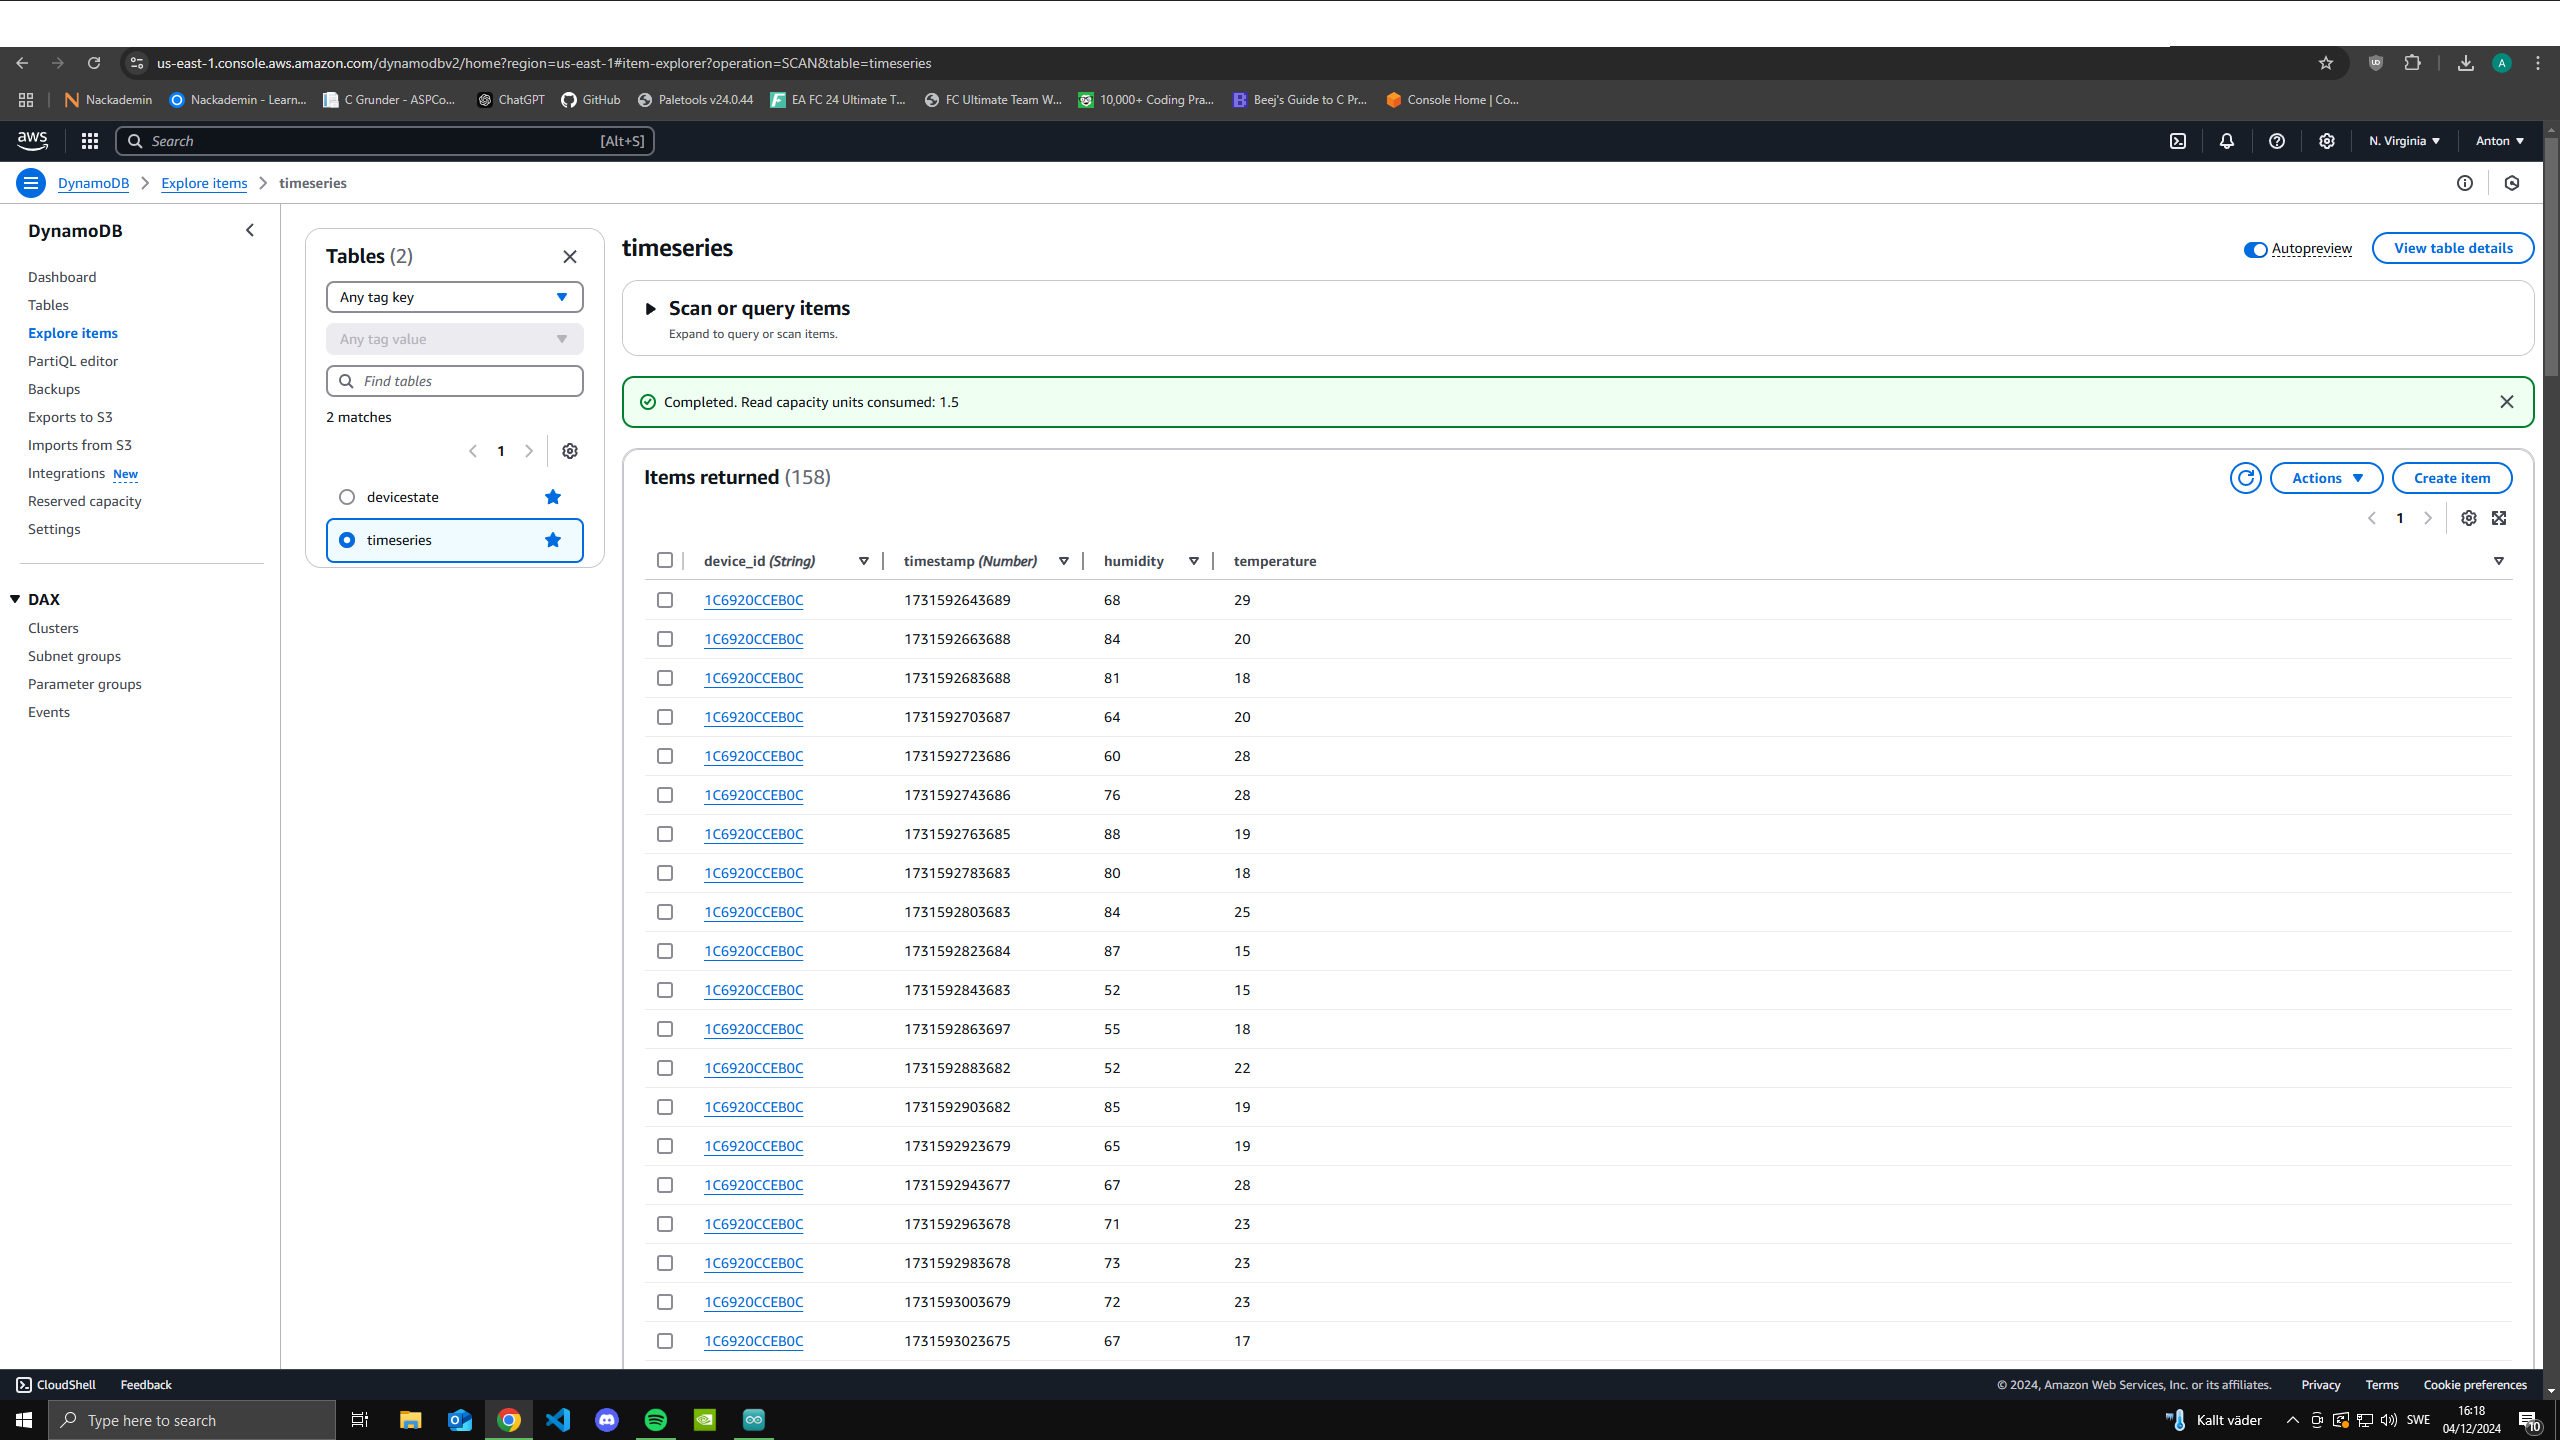 us-east-1.console.aws.amazon.com/dynamodbv2/home?region=us-east-1#item-explorer?operation=SCAN&table=timeseries
A
Nackademin
Nackademin - Learn...
C Grunder - ASPCo...
ChatGPT
GitHub
Paletools v24.0.44
EA FC 24 Ultimate T...
FC Ultimate Team W...
10,000+ Coding Pra...
Beej's Guide to C Pr...
Console Home | Co...
aws
Search
[Alt+S]
N. Virginia
Anton
DynamoDB
Explore items
timeseries
DynamoDB
Dashboard
Tables
Explore items
PartiQL editor
Backups
Exports to S3
Imports from S3
Integrations New
Reserved capacity
Settings
DAX
Clusters
Subnet groups
Parameter groups
Events
Tables (2)
Any tag key
Any tag value
Find tables
2 matches
1
devicestate
timeseries
timeseries
Autopreview
View table details
Scan or query items
Expand to query or scan items.
Completed. Read capacity units consumed: 1.5
Items returned (158)
Actions
Create item
1
device_id (String) timestamp (Number) humidity temperature
1C6920CCEB0C 1731592643689 68 29
1C6920CCEB0C 1731592663688 84 20
1C6920CCEB0C 1731592683688 81 18
1C6920CCEB0C 1731592703687 64 20
1C6920CCEB0C 1731592723686 60 28
1C6920CCEB0C 1731592743686 76 28
1C6920CCEB0C 1731592763685 88 19
1C6920CCEB0C 1731592783683 80 18
1C6920CCEB0C 1731592803683 84 25
1C6920CCEB0C 1731592823684 87 15
1C6920CCEB0C 1731592843683 52 15
1C6920CCEB0C 1731592863697 55 18
1C6920CCEB0C 1731592883682 52 22
1C6920CCEB0C 1731592903682 85 19
1C6920CCEB0C 1731592923679 65 19
1C6920CCEB0C 1731592943677 67 28
1C6920CCEB0C 1731592963678 71 23
1C6920CCEB0C 1731592983678 73 23
1C6920CCEB0C 1731593003679 72 23
1C6920CCEB0C 1731593023675 67 17
CloudShell
Feedback
© 2024, Amazon Web Services, Inc. or its affiliates.
Privacy
Terms
Cookie preferences
Type here to search
Kallt väder
SWE
16:18
04/12/2024
10